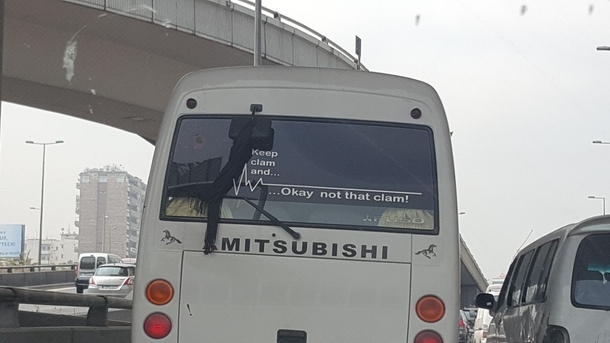 Keep
clam
and...
...Okay not that clam!
MITSUBISHI